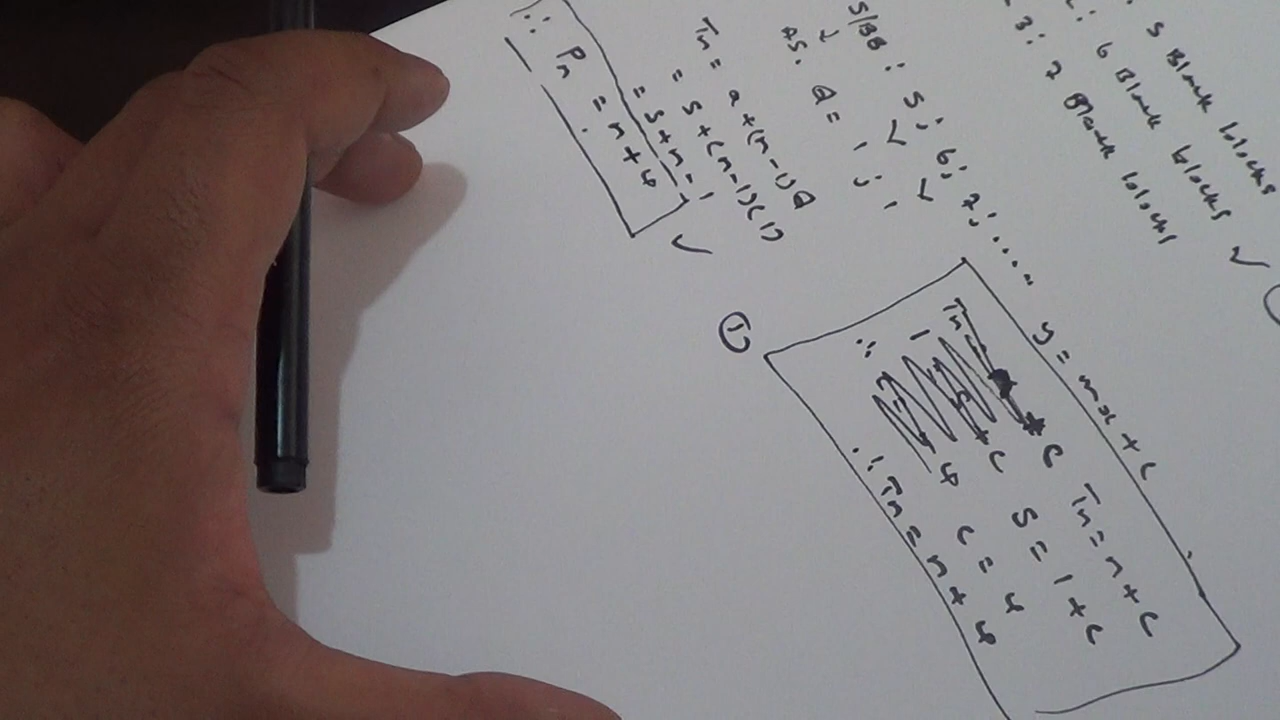 : 5 Black blocks
: 6 Black blocks ✓
3: 7 Black blocks
S/BB: 5; 6; 7; ....
AS. d = 1 ; 1
Tn = a+(n-1)d
= 5+(n-1)(1)
= 5+n-1
∴ Pn = n+4 ✓
①
y = mx + c
Tn = n + c
5 = 1 + c
c = 4
∴ Tn = n + 4